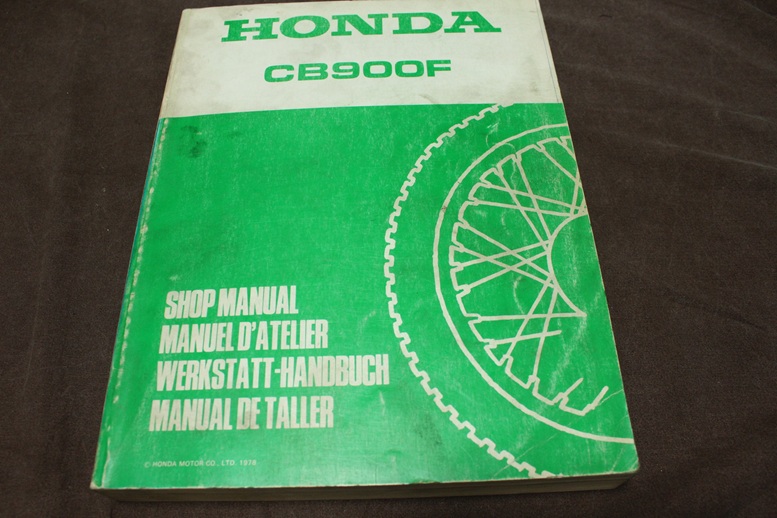 HONDA
CB900F
SHOP MANUAL
MANUEL D'ATELIER
WERKSTATT-HANDBUCH
MANUAL DE TALLER
© HONDA MOTOR CO., LTD. 1978